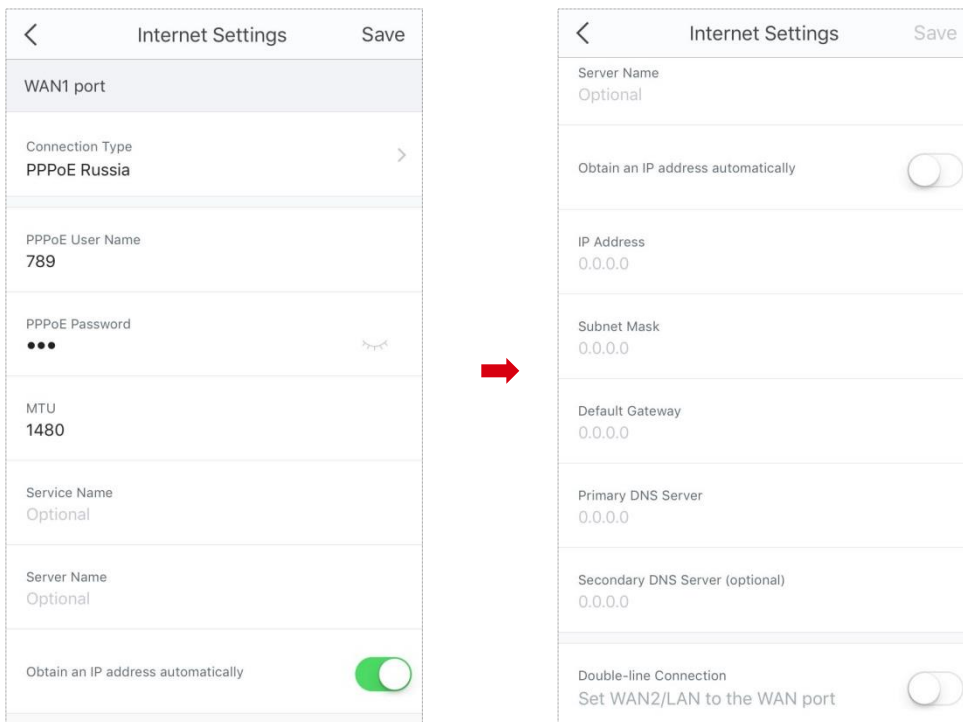 Internet Settings
Save
WAN1 port
Connection Type
PPPoE Russia
PPPoE User Name
789
PPPoE Password
●●●
MTU
1480
Service Name
Optional
Server Name
Optional
Obtain an IP address automatically
Internet Settings
Save
Server Name
Optional
Obtain an IP address automatically
IP Address
0.0.0.0
Subnet Mask
0.0.0.0
Default Gateway
0.0.0.0
Primary DNS Server
0.0.0.0
Secondary DNS Server (optional)
0.0.0.0
Double-line Connection
Set WAN2/LAN to the WAN port